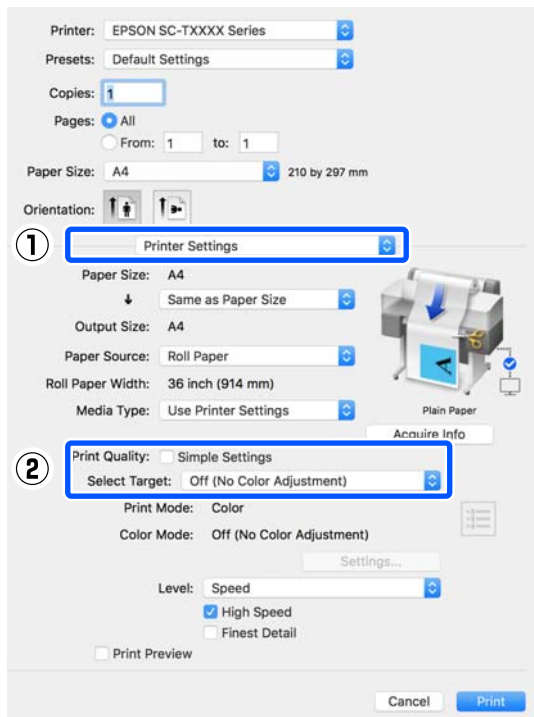 Printer: EPSON SC-TXXXX Series
Presets: Default Settings
Copies: 1
Pages: All
From: 1 to: 1
Paper Size: A4 210 by 297 mm
Orientation:
① Printer Settings
Paper Size: A4
Same as Paper Size
Output Size: A4
Paper Source: Roll Paper
Roll Paper Width: 36 inch (914 mm)
Media Type: Use Printer Settings
Plain Paper
Acquire Info
② Print Quality: Simple Settings
Select Target: Off (No Color Adjustment)
Print Mode: Color
Color Mode: Off (No Color Adjustment)
Settings...
Level: Speed
High Speed
Finest Detail
Print Preview
Cancel Print